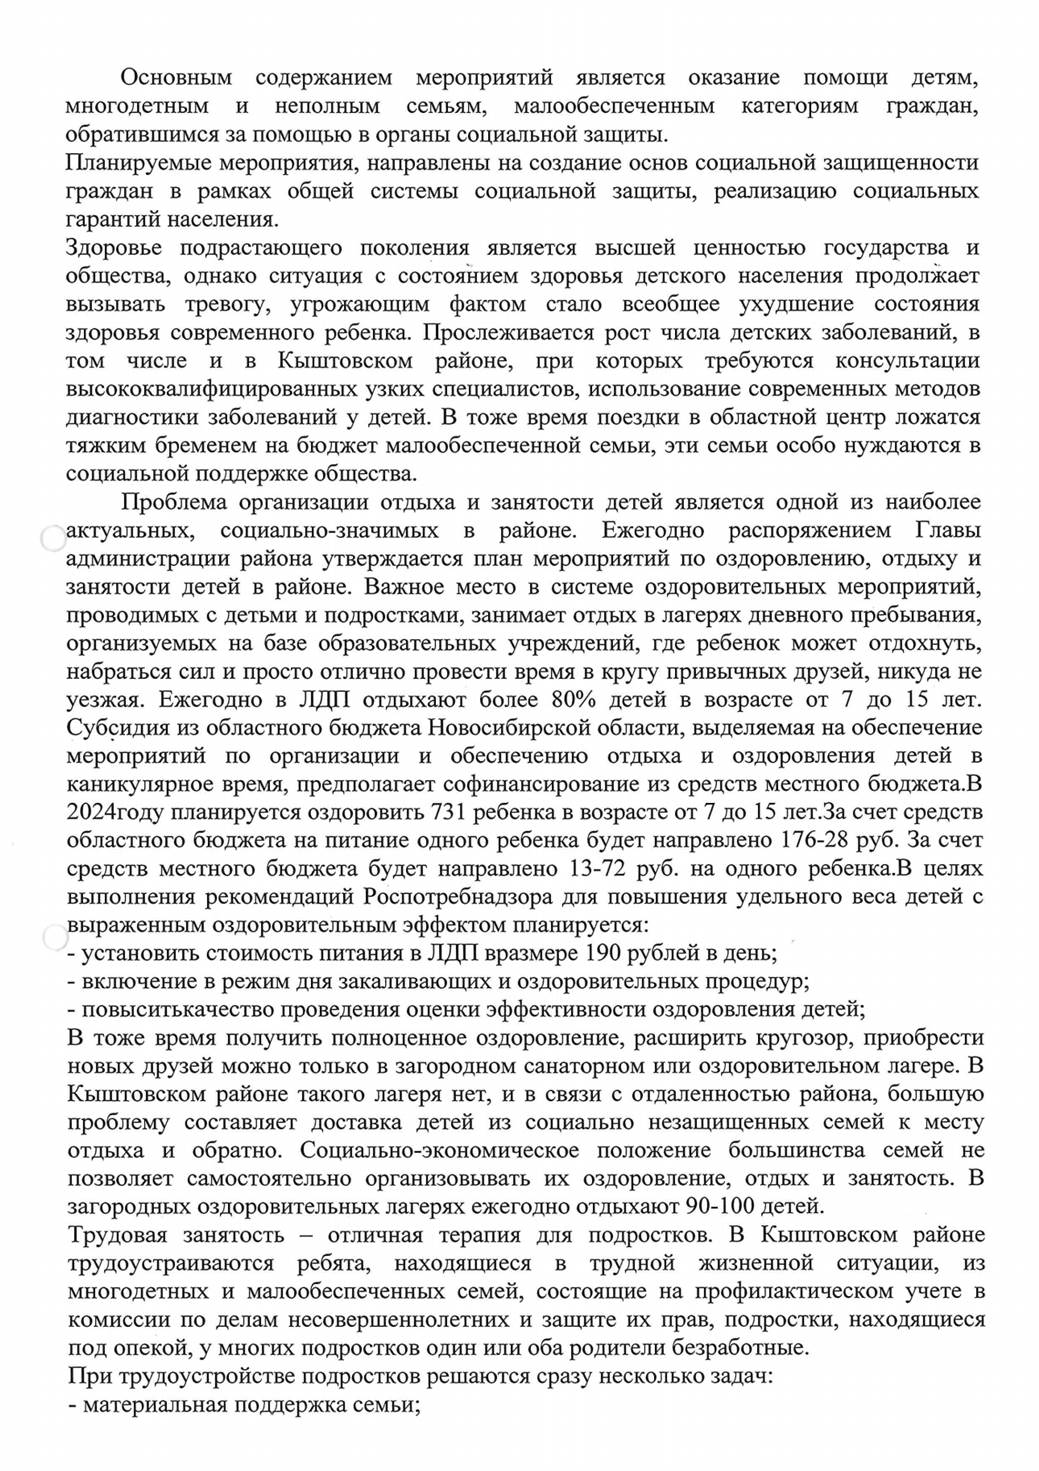 Основным содержанием мероприятий является оказание помощи детям,
многодетным и неполным семьям, малообеспеченным категориям граждан,
обратившимся за помощью в органы социальной защиты.
Планируемые мероприятия, направлены на создание основ социальной защищенности
граждан в рамках общей системы социальной защиты, реализацию социальных
гарантий населения.
Здоровье подрастающего поколения является высшей ценностью государства и
общества, однако ситуация с состоянием здоровья детского населения продолжает
вызывать тревогу, угрожающим фактом стало всеобщее ухудшение состояния
здоровья современного ребенка. Прослеживается рост числа детских заболеваний, в
том числе и в Кыштовском районе, при которых требуются консультации
высококвалифицированных узких специалистов, использование современных методов
диагностики заболеваний у детей. В тоже время поездки в областной центр ложатся
тяжким бременем на бюджет малообеспеченной семьи, эти семьи особо нуждаются в
социальной поддержке общества.
Проблема организации отдыха и занятости детей является одной из наиболее
актуальных, социально-значимых в районе. Ежегодно распоряжением Главы
администрации района утверждается план мероприятий по оздоровлению, отдыху и
занятости детей в районе. Важное место в системе оздоровительных мероприятий,
проводимых с детьми и подростками, занимает отдых в лагерях дневного пребывания,
организуемых на базе образовательных учреждений, где ребенок может отдохнуть,
набраться сил и просто отлично провести время в кругу привычных друзей, никуда не
уезжая. Ежегодно в ЛДП отдыхают более 80% детей в возрасте от 7 до 15 лет.
Субсидия из областного бюджета Новосибирской области, выделяемая на обеспечение
мероприятий по организации и обеспечению отдыха и оздоровления детей в
каникулярное время, предполагает софинансирование из средств местного бюджета.В
2024году планируется оздоровить 731 ребенка в возрасте от 7 до 15 лет.За счет средств
областного бюджета на питание одного ребенка будет направлено 176-28 руб. За счет
средств местного бюджета будет направлено 13-72 руб. на одного ребенка.В целях
выполнения рекомендаций Роспотребнадзора для повышения удельного веса детей с
выраженным оздоровительным эффектом планируется:
- установить стоимость питания в ЛДП вразмере 190 рублей в день;
- включение в режим дня закаливающих и оздоровительных процедур;
- повыситькачество проведения оценки эффективности оздоровления детей;
В тоже время получить полноценное оздоровление, расширить кругозор, приобрести
новых друзей можно только в загородном санаторном или оздоровительном лагере. В
Кыштовском районе такого лагеря нет, и в связи с отдаленностью района, большую
проблему составляет доставка детей из социально незащищенных семей к месту
отдыха и обратно. Социально-экономическое положение большинства семей не
позволяет самостоятельно организовывать их оздоровление, отдых и занятость. В
загородных оздоровительных лагерях ежегодно отдыхают 90-100 детей.
Трудовая занятость – отличная терапия для подростков. В Кыштовском районе
трудоустраиваются ребята, находящиеся в трудной жизненной ситуации, из
многодетных и малообеспеченных семей, состоящие на профилактическом учете в
комиссии по делам несовершеннолетних и защите их прав, подростки, находящиеся
под опекой, у многих подростков один или оба родители безработные.
При трудоустройстве подростков решаются сразу несколько задач:
- материальная поддержка семьи;